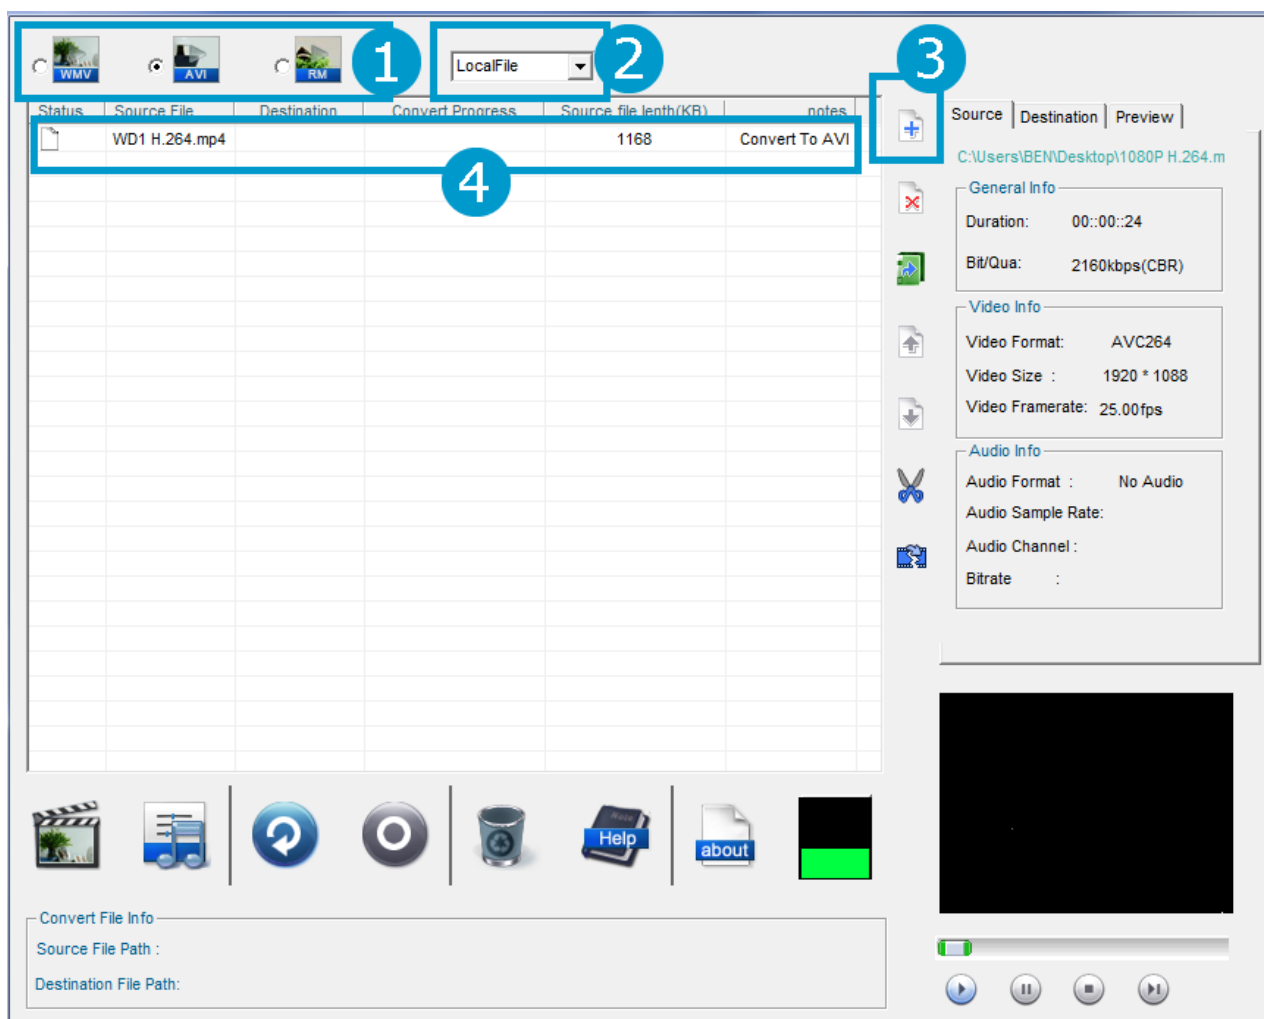 1
2
3
WMV
AVI
RM
LocalFile
Status
Source File
Destination
Convert Progress
Source file lenth(KB)
notes
WD1 H.264.mp4
1168
Convert To AVI
4
Source
Destination
Preview
C:\Users\BEN\Desktop\1080P H.264.m
General Info
Duration: 00::00::24
Bit/Qua: 2160kbps(CBR)
Video Info
Video Format: AVC264
Video Size : 1920 * 1088
Video Framerate: 25.00fps
Audio Info
Audio Format : No Audio
Audio Sample Rate:
Audio Channel :
Bitrate :
Note
Help
about
Convert File Info
Source File Path :
Destination File Path: